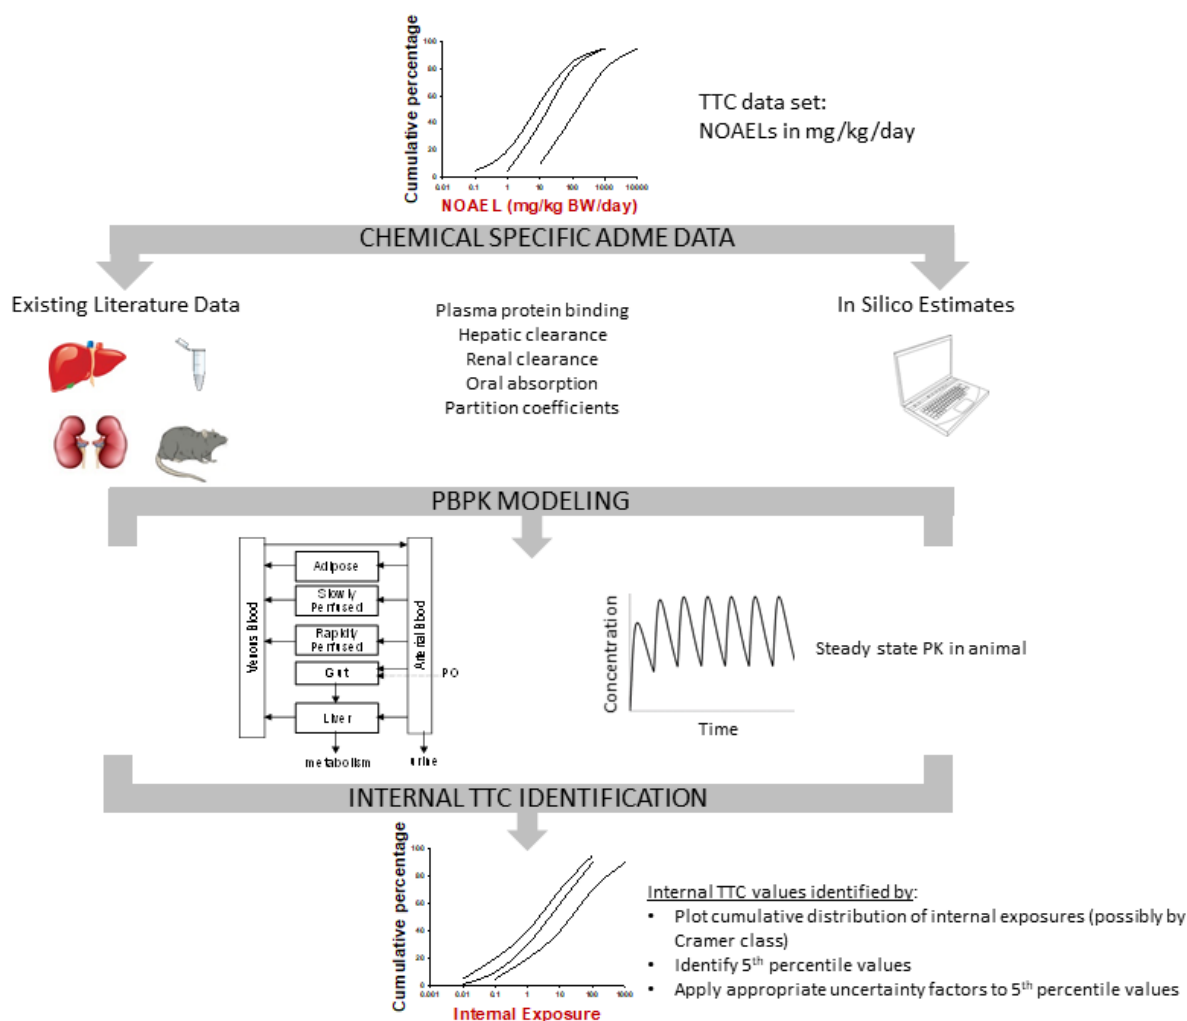 Cumulative percentage
100
80
60
40
20
0
0.01 0.1 1 10 100 1000 10000
NOAEL (mg/kg BW/day)
TTC data set:
NOAELs in mg/kg/day
CHEMICAL SPECIFIC ADME DATA
Existing Literature Data
Plasma protein binding
Hepatic clearance
Renal clearance
Oral absorption
Partition coefficients
In Silico Estimates
PBPK MODELING
Venous Blood
Adipose
Slowly
Perfused
Rapidly
Perfused
Gut
Liver
Arterial Blood
PO
metabolism
urine
Concentration
Time
Steady state PK in animal
INTERNAL TTC IDENTIFICATION
Cumulative percentage
100
80
60
40
20
0
0.001 0.01 0.1 1 10 100 1000
Internal Exposure
Internal TTC values identified by:
• Plot cumulative distribution of internal exposures (possibly by
Cramer class)
• Identify 5th percentile values
• Apply appropriate uncertainty factors to 5th percentile values